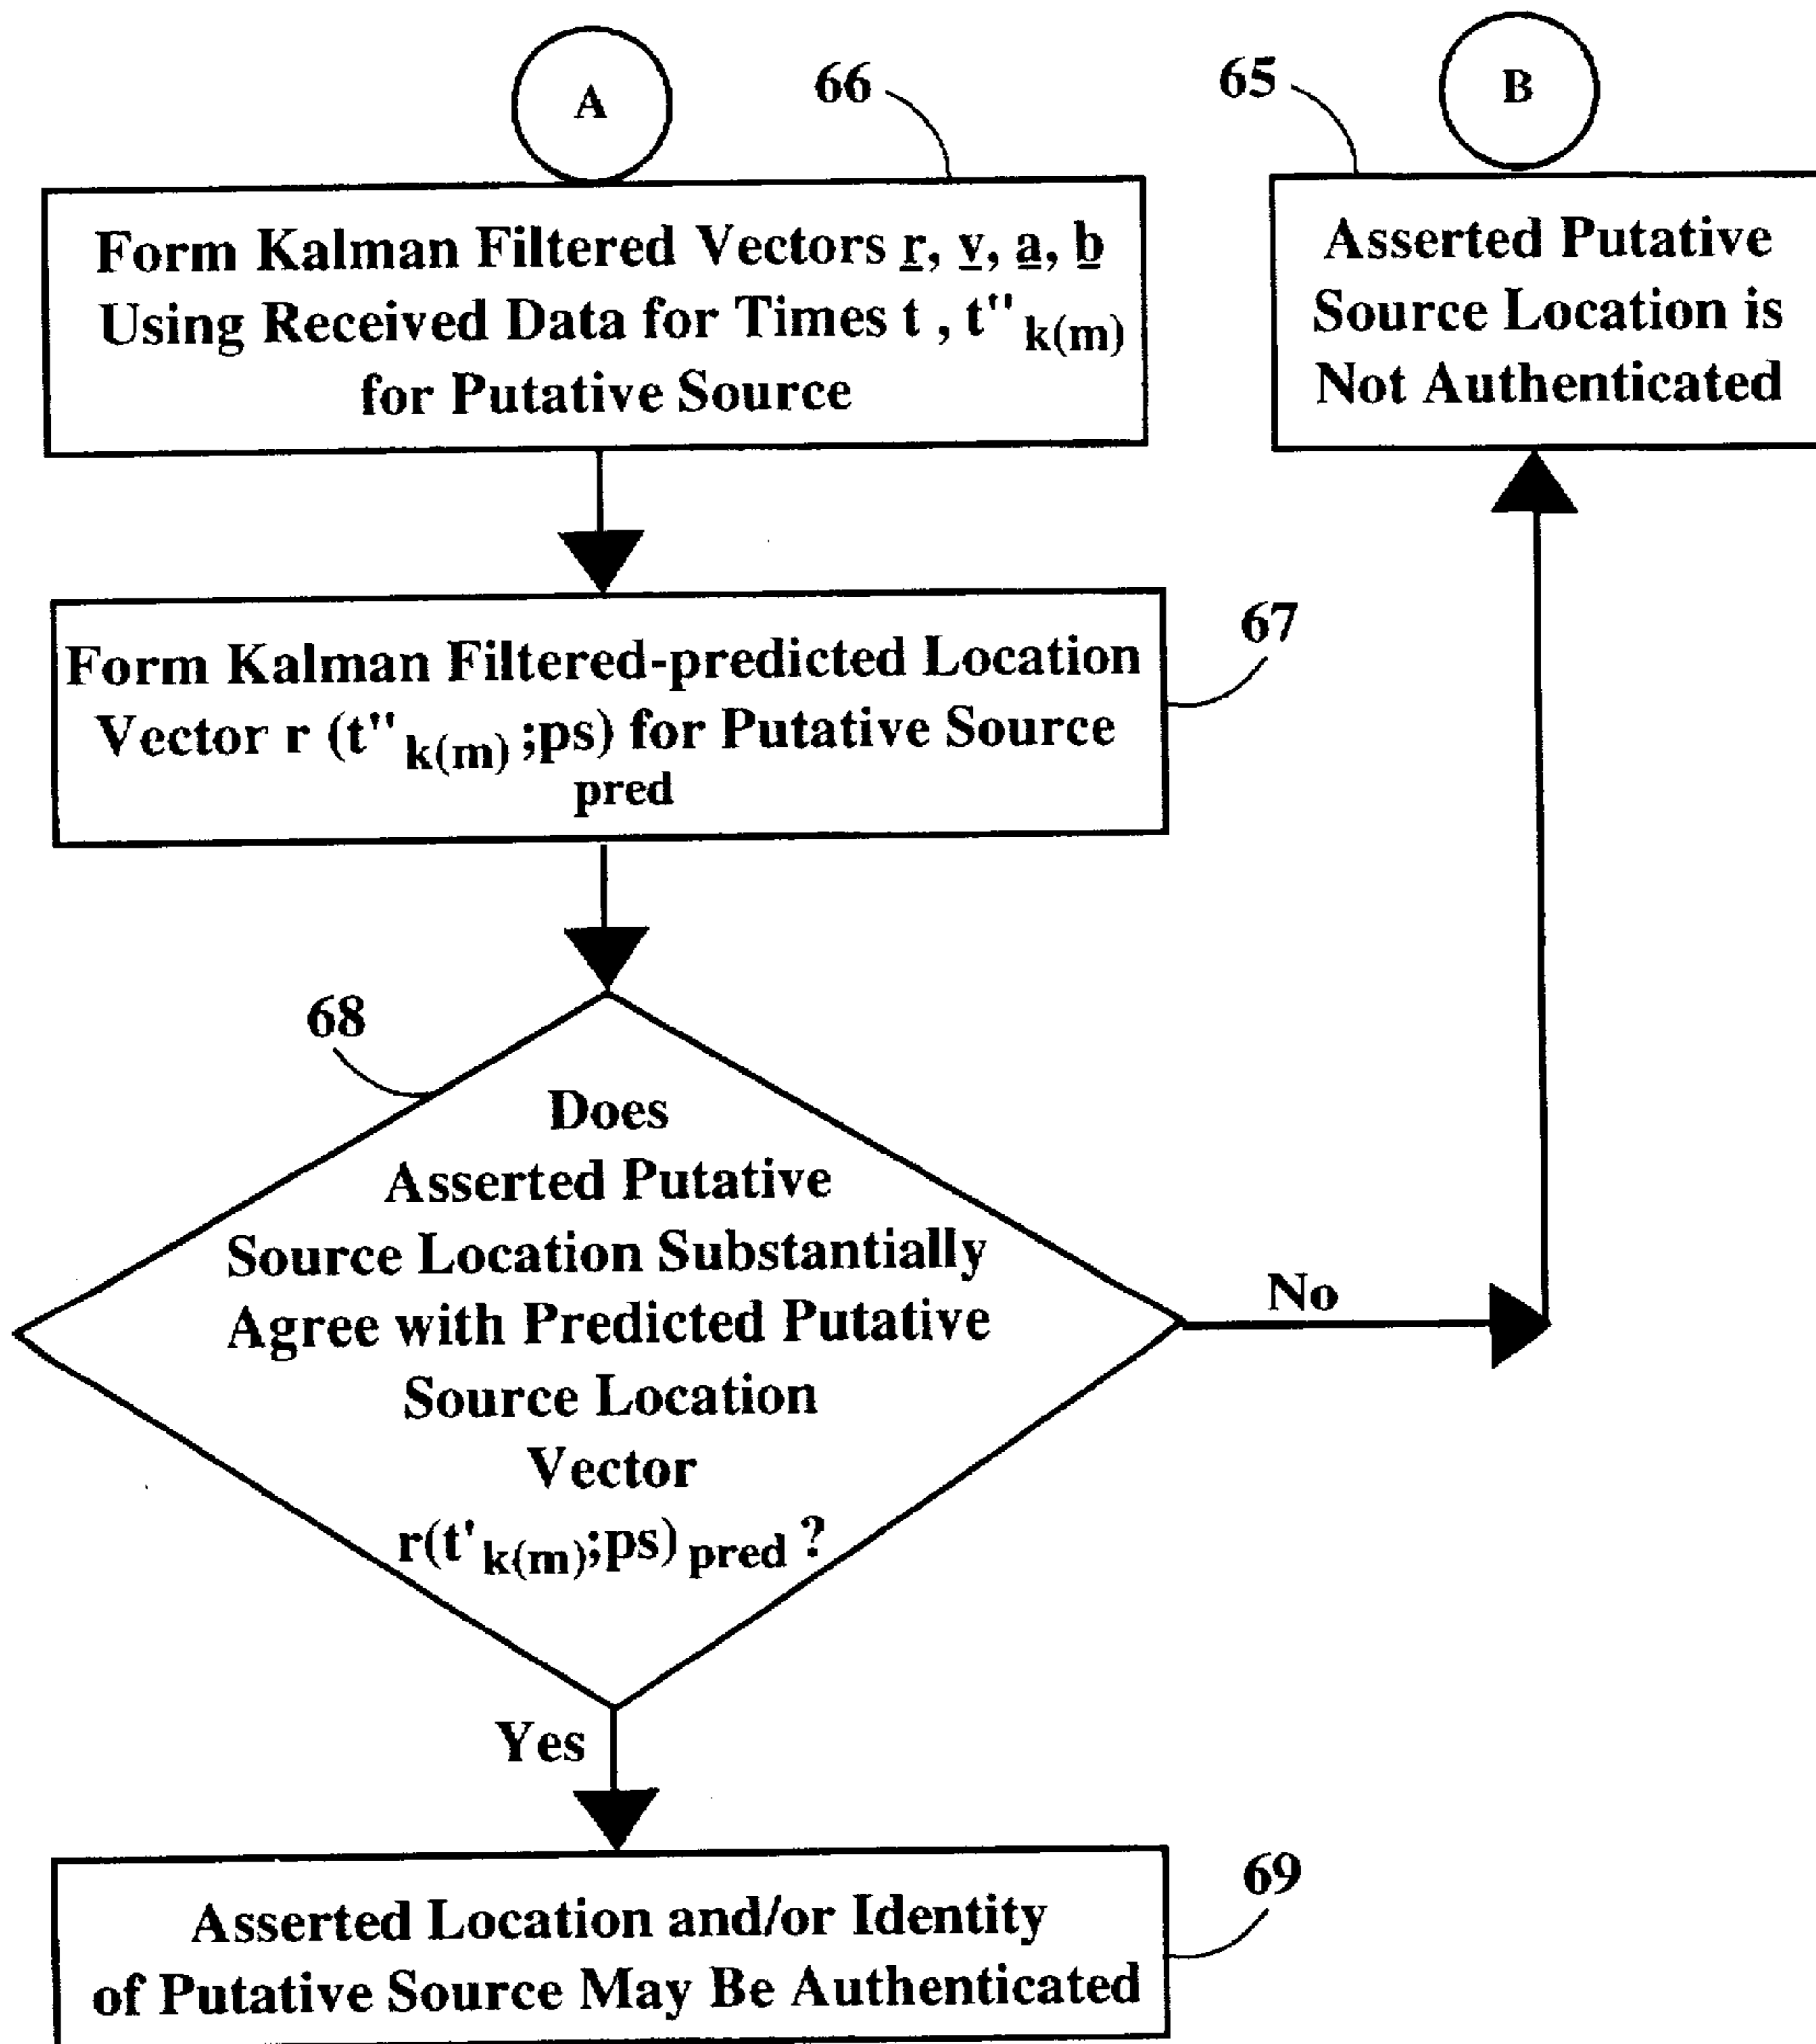 A
66
Form Kalman Filtered Vectors r, v, a, b
Using Received Data for Times t , t"k(m)
for Putative Source
65
B
Asserted Putative
Source Location is
Not Authenticated
67
Form Kalman Filtered-predicted Location
Vector r (t"k(m) ;ps) for Putative Source
pred
68
Does
Asserted Putative
Source Location Substantially
Agree with Predicted Putative
Source Location
Vector
r(t'k(m);ps) pred ?
No
Yes
69
Asserted Location and/or Identity
of Putative Source May Be Authenticated